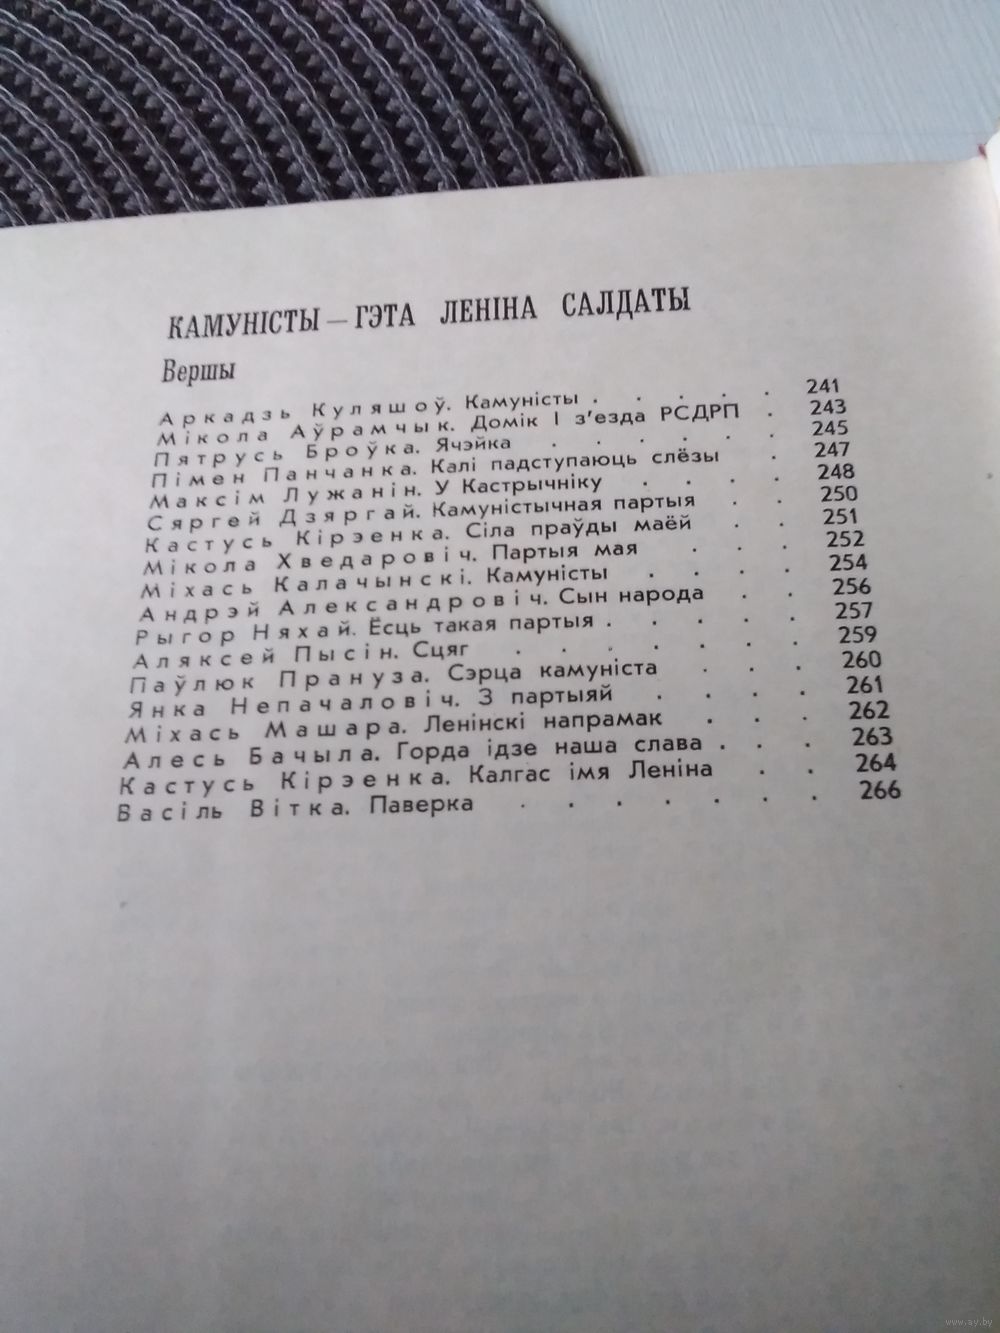 КАМУНІСТЫ — ГЭТА ЛЕНІНА САЛДАТЫ
Вершы
Аркадзь Куляшоў. Камуністы . . . . . 241
Мікола Аўрамчык. Домік I з'езда РСДРП . 243
Пятрусь Броўка. Ячэйка . . . . . . 245
Пімен Панчанка. Калі падступаюць слёзы . 247
Максім Лужанін. У Кастрычніку . . . . 248
Сяргей Дзяргай. Камуністычная партыя . . 250
Кастусь Кірэенка. Сіла праўды маёй . . 251
Мікола Хведаровіч. Партыя мая . . . 252
Міхась Калачынскі. Камуністы . . . . 254
Андрэй Александровіч. Сын народа . . 256
Рыгор Няхай. Ёсць такая партыя . . . . . 257
Аляксей Пысін. Сцяг . . . . . . . 259
Паўлюк Прануза. Сэрца камуніста . . . 260
Янка Непачаловіч. З партыяй . . . . 261
Міхась Машара. Ленінскі напрамак . . . 262
Алесь Бачыла. Горда ідзе наша слава . . . 263
Кастусь Кірэенка. Калгас імя Леніна . . 264
Васіль Вітка. Паверка . . . . . . . 266
www.ay.by